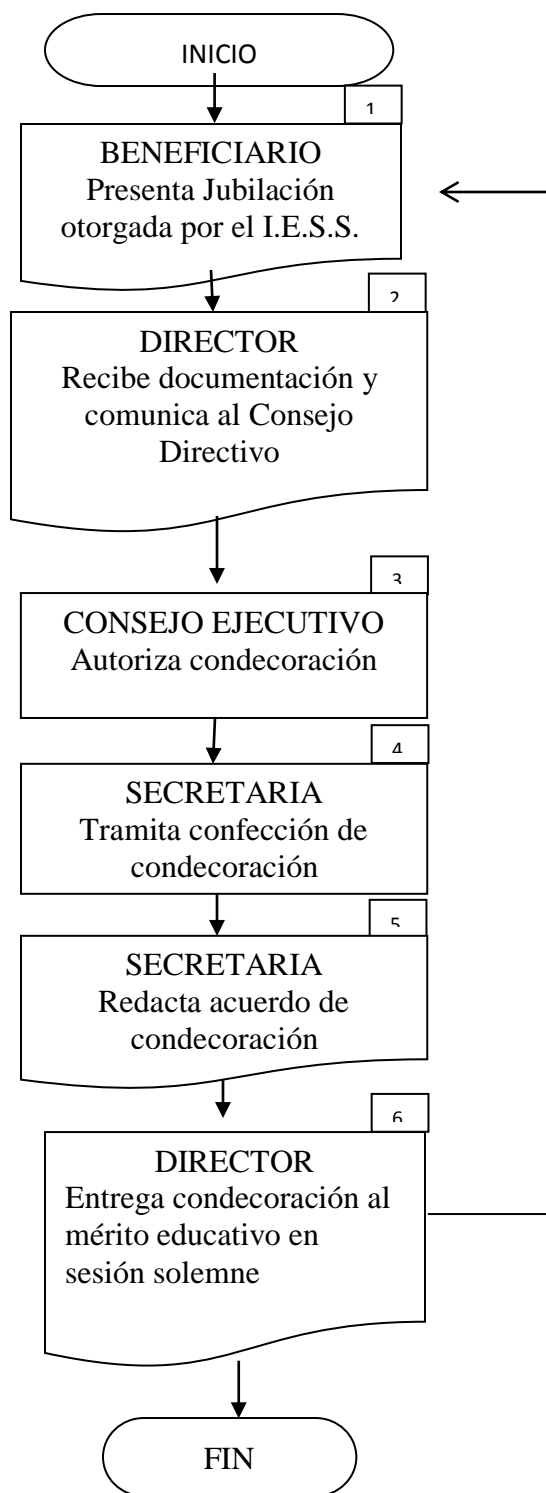 INICIO
1
BENEFICIARIO
Presenta Jubilación
otorgada por el I.E.S.S.
2
DIRECTOR
Recibe documentación y
comunica al Consejo
Directivo
3
CONSEJO EJECUTIVO
Autoriza condecoración
4
SECRETARIA
Tramita confección de
condecoración
5
SECRETARIA
Redacta acuerdo de
condecoración
6
DIRECTOR
Entrega condecoración al
mérito educativo en
sesión solemne
FIN